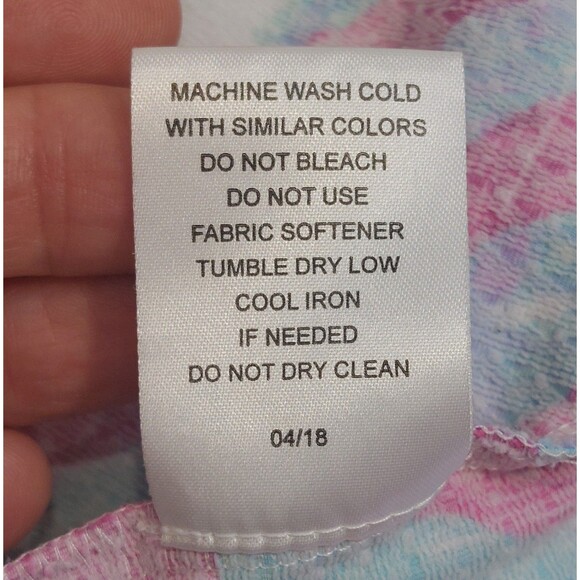 MACHINE WASH COLD
WITH SIMILAR COLORS
DO NOT BLEACH
DO NOT USE
FABRIC SOFTENER
TUMBLE DRY LOW
COOL IRON
IF NEEDED
DO NOT DRY CLEAN
04/18